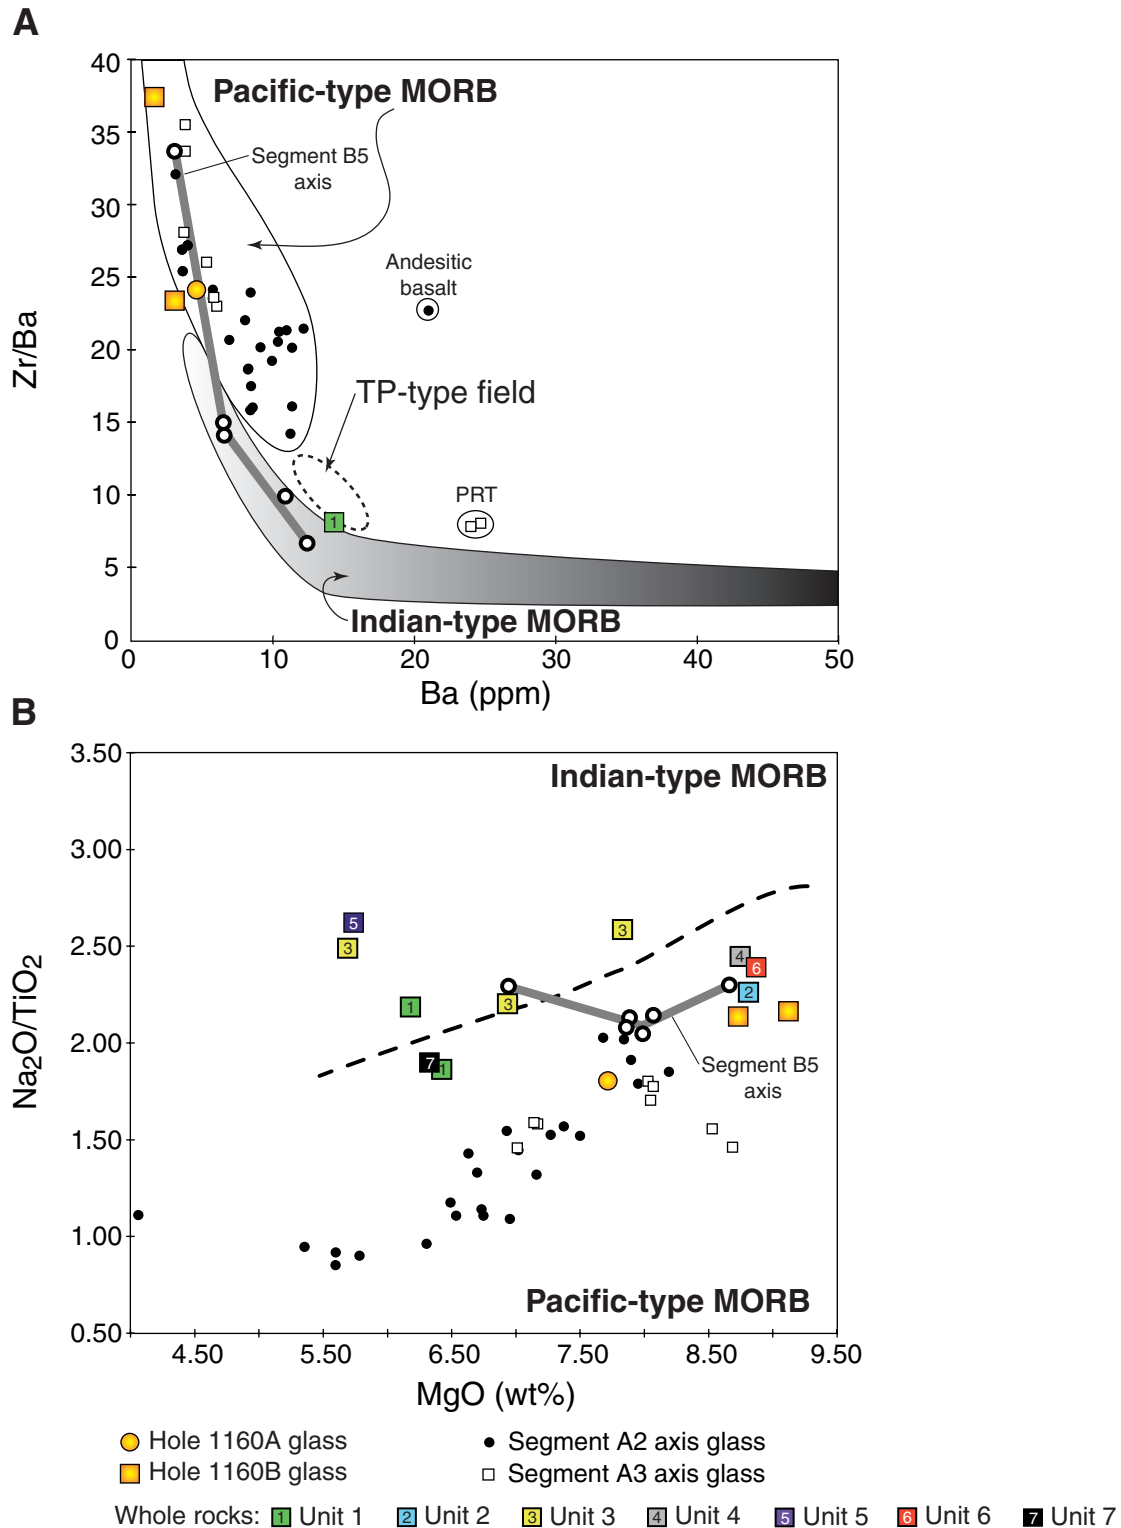 A
40
35
30
25
20
15
10
5
0
Zr/Ba
Pacific-type MORB
Segment B5
axis
Andesitic
basalt
TP-type field
PRT
1
Indian-type MORB
0 10 20 30 40 50
Ba (ppm)
B
3.50
3.00
2.50
2.00
1.50
1.00
0.50
Na2O/TiO2
Indian-type MORB
5
3
3
4
6
2
3
1
7
1
Segment B5
axis
Pacific-type MORB
4.50 5.50 6.50 7.50 8.50 9.50
MgO (wt%)
Hole 1160A glass
Segment A2 axis glass
Hole 1160B glass
Segment A3 axis glass
Whole rocks: 1 Unit 1 2 Unit 2 3 Unit 3 4 Unit 4 5 Unit 5 6 Unit 6 7 Unit 7